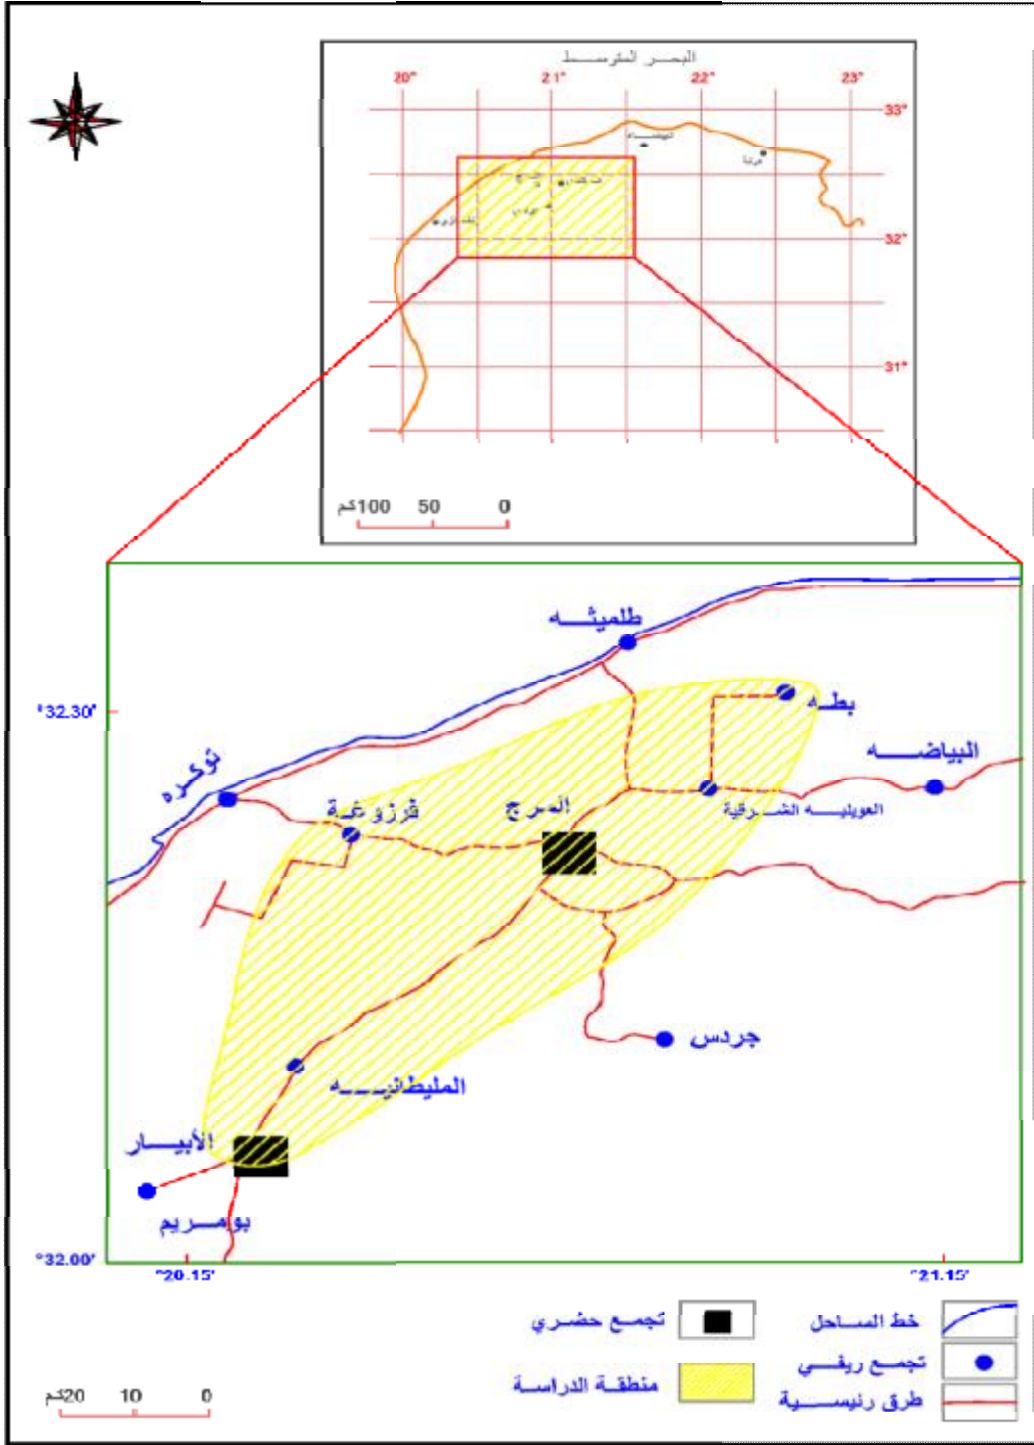 البحر المتوسط
20° 21° 22° 23°
33°
البيضاء
32°
31°
100كم 50 0
طلميثه
بطه
32.30°'
البياضه
توكره
العويليه الشرقية
المرج
فرزوغة
جردس
المليطانيه
الأبيار
بومريم
32.00°'
20.15°' 21.15°'
خط الساحل
تجمع حضري
تجمع ريفي
منطقة الدراسة
طرق رئيسية
20كم 10 0